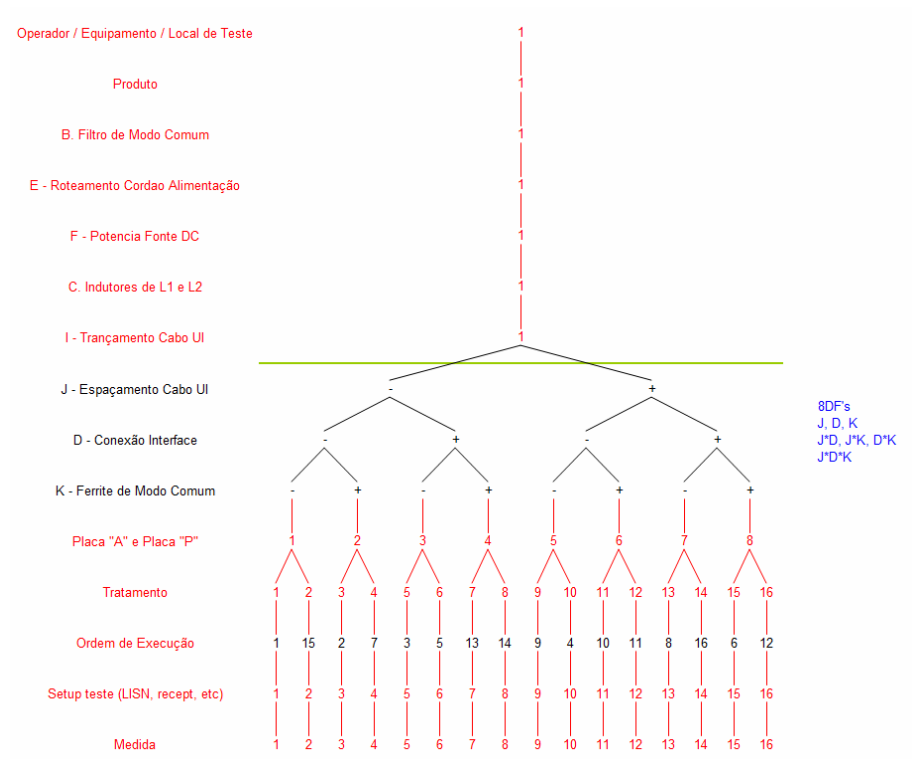 Operador / Equipamento / Local de Teste 1
Produto 1
B. Filtro de Modo Comum 1
E - Roteamento Cordao Alimentação 1
F - Potencia Fonte DC 1
C. Indutores de L1 e L2 1
I - Trançamento Cabo UI 1
J - Espaçamento Cabo UI - +
8DF's
J, D, K
J*D, J*K, D*K
J*D*K
D - Conexão Interface - + - +
K - Ferrite de Modo Comum - + - + - + - +
Placa "A" e Placa "P" 1 2 3 4 5 6 7 8
Tratamento 1 2 3 4 5 6 7 8 9 10 11 12 13 14 15 16
Ordem de Execução 1 15 2 7 3 5 13 14 9 4 10 11 8 16 6 12
Setup teste (LISN, recept, etc) 1 2 3 4 5 6 7 8 9 10 11 12 13 14 15 16
Medida 1 2 3 4 5 6 7 8 9 10 11 12 13 14 15 16